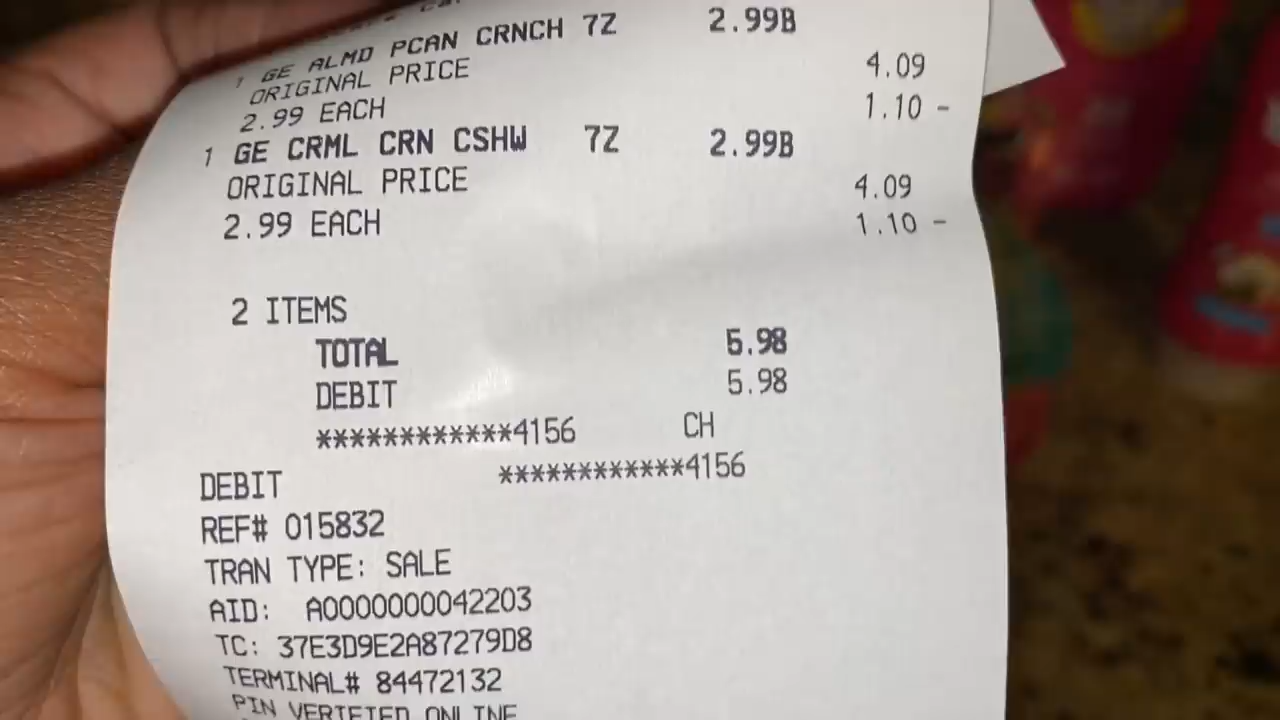 1 GE ALMD PCAN CRNCH 7Z 2.99B
ORIGINAL PRICE 4.09
2.99 EACH 1.10 -
1 GE CRML CRN CSHW 7Z 2.99B
ORIGINAL PRICE 4.09
2.99 EACH 1.10 -
2 ITEMS
TOTAL 5.98
DEBIT 5.98
************4156 CH
DEBIT ************4156
REF# 015832
TRAN TYPE: SALE
AID: A0000000042203
TC: 37E3D9E2A87279D8
TERMINAL# 84472132
PIN VERIFIED ONLINE